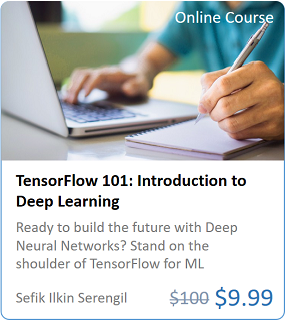 Online Course
TensorFlow 101: Introduction to
Deep Learning
Ready to build the future with Deep
Neural Networks? Stand on the
shoulder of TensorFlow for ML
Sefik Ilkin Serengil $100 $9.99